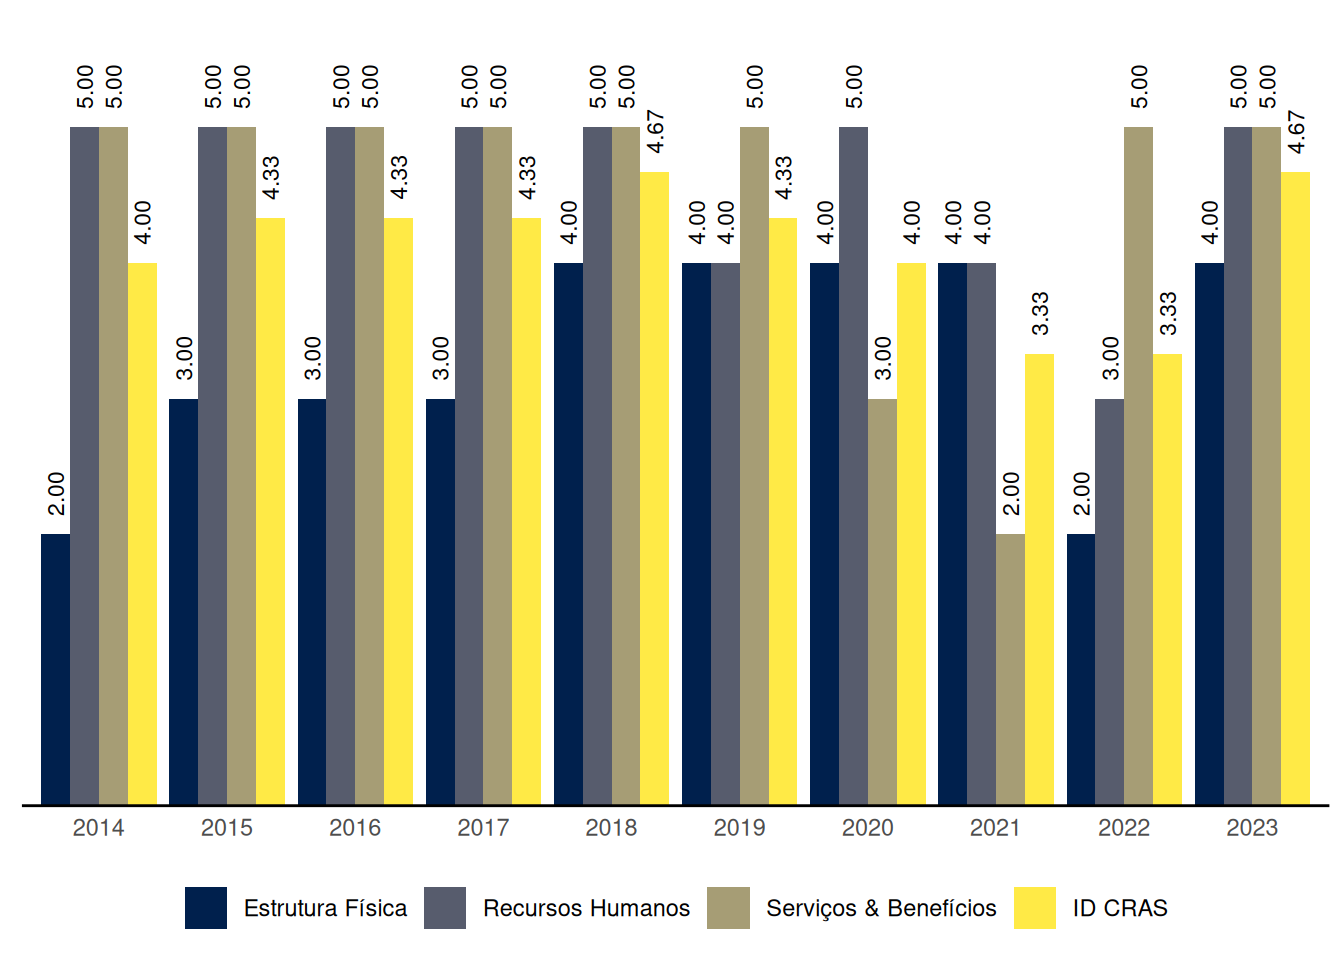 5.00 5.00 5.00 5.00 5.00 5.00 5.00 5.00 5.00 5.00 5.00 5.00 5.00 5.00 5.00
4.67 4.67
4.33 4.33 4.33 4.33
4.00 4.00 4.00 4.00 4.00 4.00 4.00 4.00 4.00
3.33 3.33
3.00 3.00 3.00 3.00 3.00
2.00 2.00 2.00
2014 2015 2016 2017 2018 2019 2020 2021 2022 2023
Estrutura Física Recursos Humanos Serviços & Benefícios ID CRAS